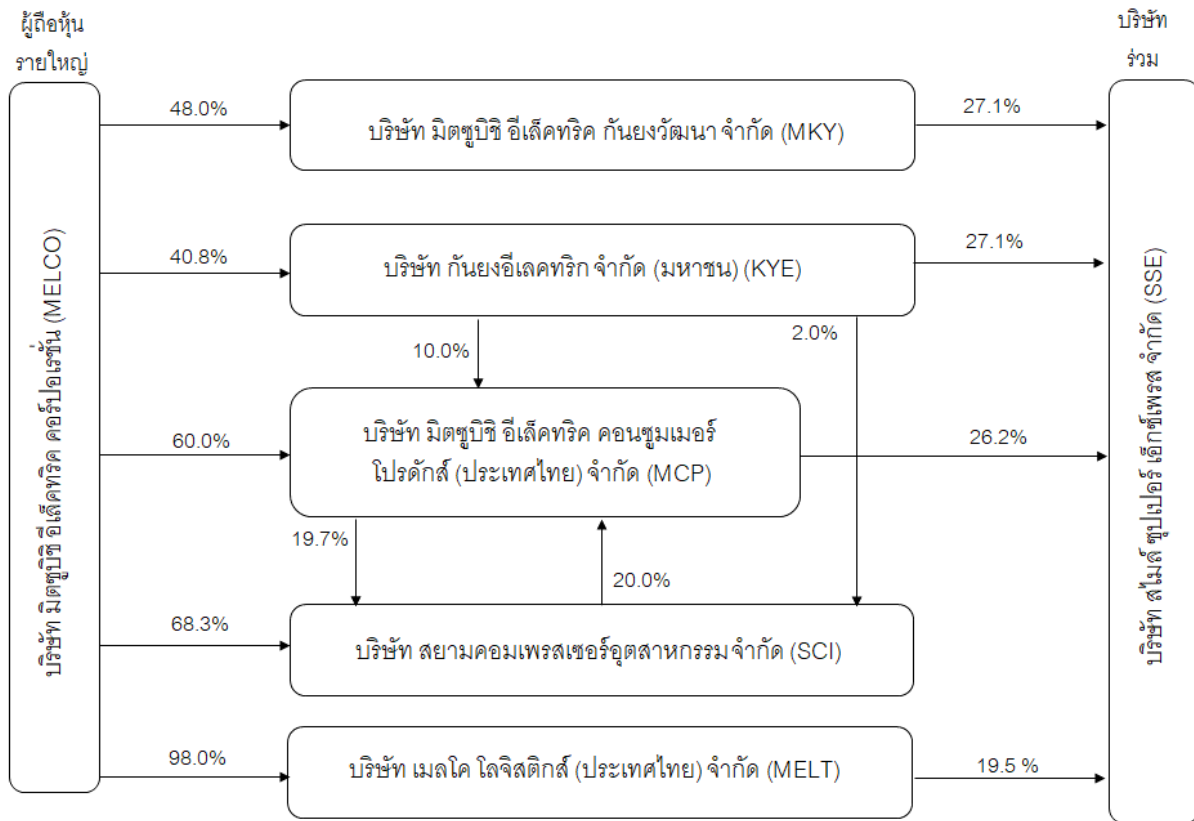 ผู้ถือหุ้น
รายใหญ่
บริษัท
ร่วม
บริษัท มิตซูบิชิ อีเล็คทริค คอร์ปอเรชั่น (MELCO)
48.0%
บริษัท มิตซูบิชิ อีเล็คทริค กันยงวัฒนา จำกัด (MKY)
27.1%
40.8%
บริษัท กันยงอีเลคทริก จำกัด (มหาชน) (KYE)
27.1%
10.0%
2.0%
60.0%
บริษัท มิตซูบิชิ อีเล็คทริค คอนซูมเมอร์
โปรดักส์ (ประเทศไทย) จำกัด (MCP)
26.2%
19.7%
20.0%
68.3%
บริษัท สยามคอมเพรสเซอร์อุตสาหกรรม จำกัด (SCI)
98.0%
บริษัท เมลโค โลจิสติกส์ (ประเทศไทย) จำกัด (MELT)
19.5 %
บริษัท สไมล์ ซุปเปอร์ เอ็กซ์เพรส จำกัด (SSE)